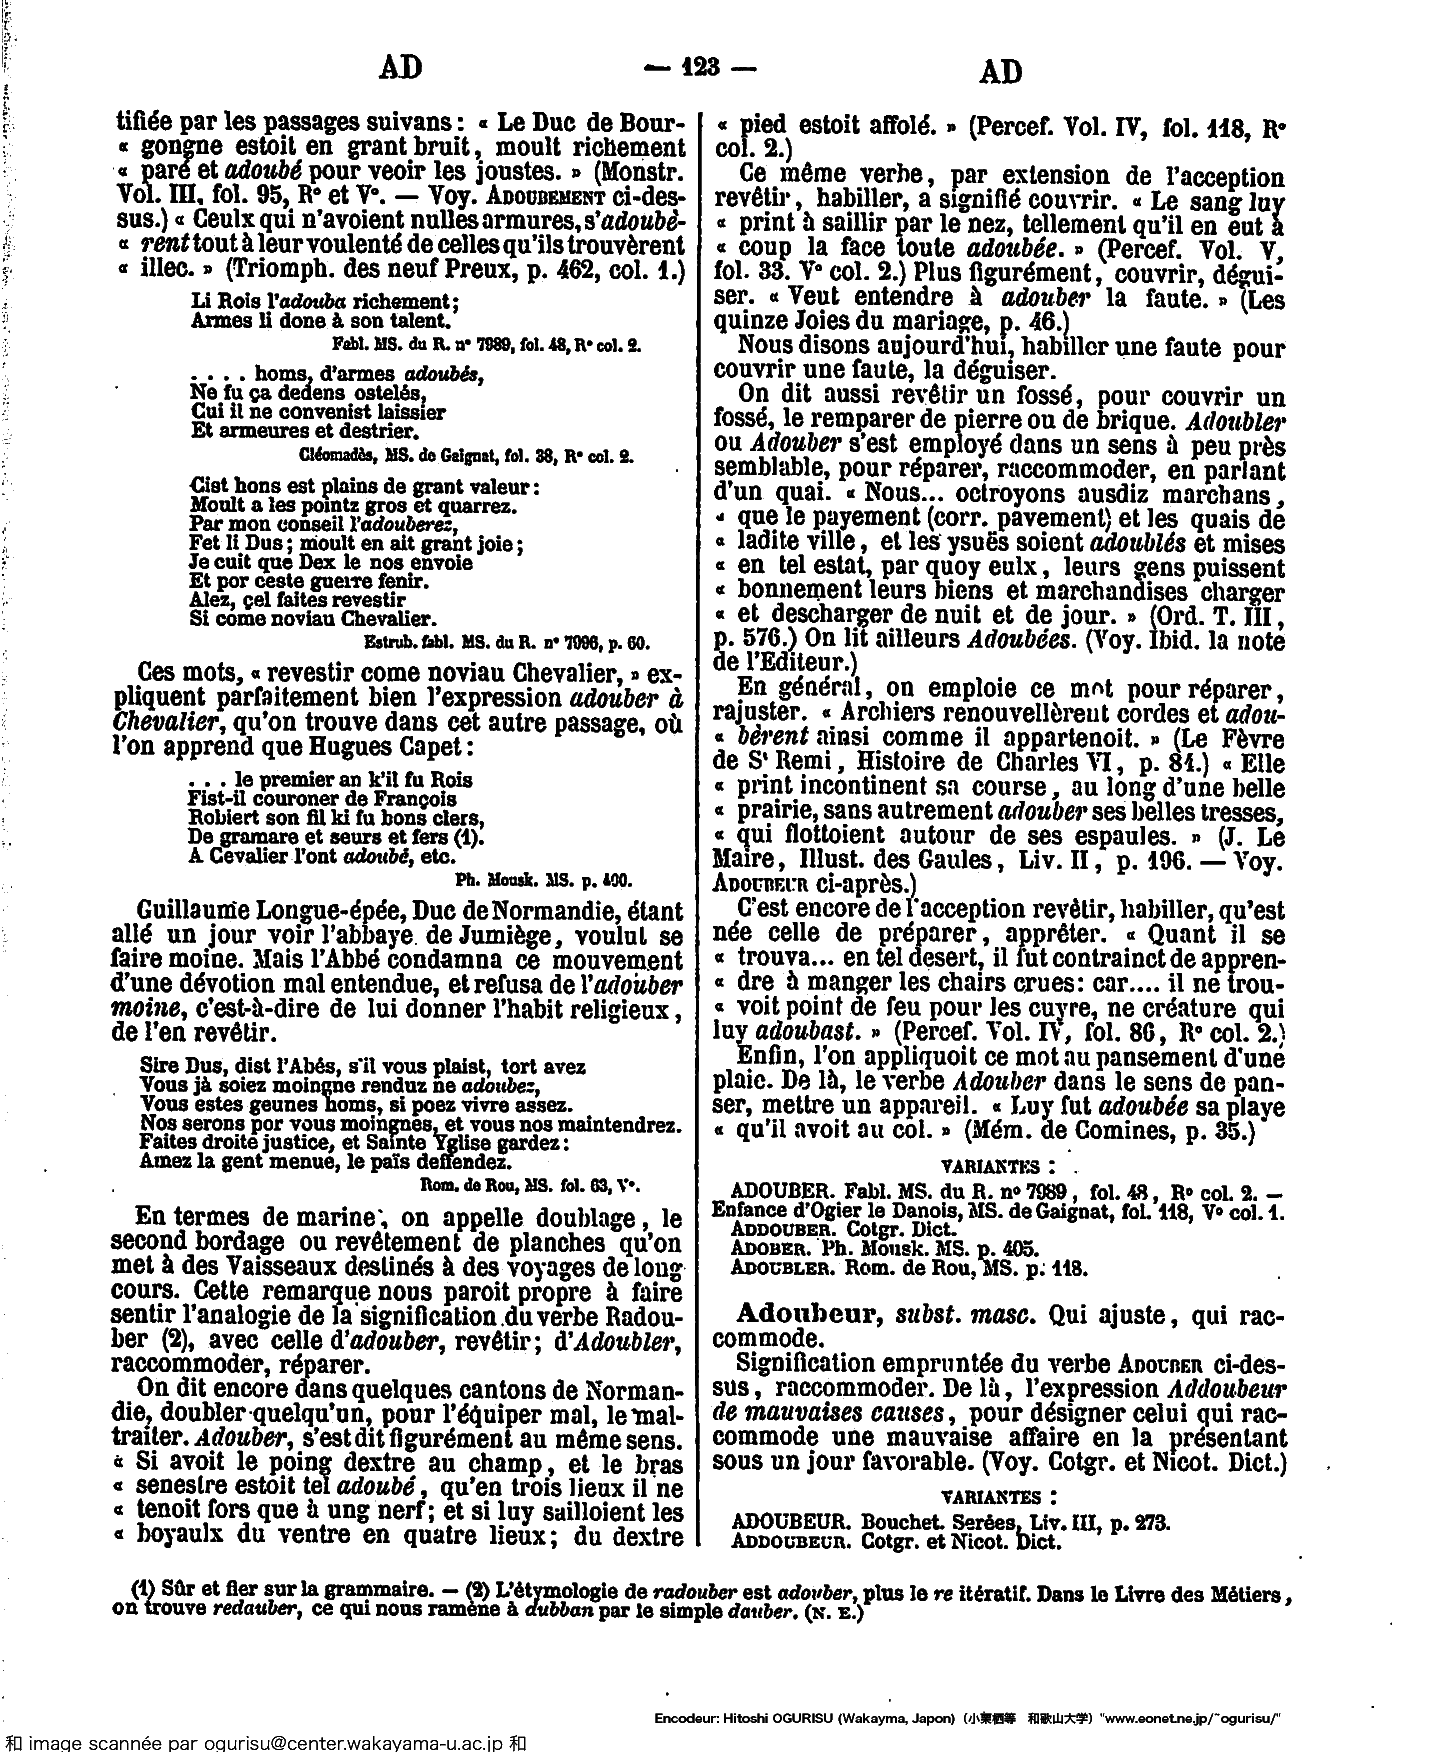 AD — 123 — AD
tifiée par les passages suivans : « Le Duc de Bour-
« gongne estoit en grant bruit, moult richement
« paré et adoubé pour veoir les joustes. » (Monstr.
Vol. III, fol. 95, R° et V°. — Voy. ADOUBEMENT ci-des-
sus.) « Ceulx qui n'avoient nulles armures, s'adoubè-
« rent tout à leur voulenté de celles qu'ils trouvèrent
« illec. » (Triomph. des neuf Preux, p. 462, col. 1.)
Li Rois l'adouba richement;
Armes li done à son talent.
Fabl. MS. du R. n° 7989, fol. 48, R° col. 2.
. . . . homs, d'armes adoubés,
Ne fu ça dedens ostelés,
Cui il ne convenist laissier
Et armeures et destrier.
Cléomadès, MS. de Gaignat, fol. 38, R° col. 2.
Cist hons est plains de grant valeur :
Moult a les pointz gros et quarrez.
Par mon conseil l'adouberez,
Fet li Dus; moult en ait grant joie;
Je cuit que Dex le nos envoie
Et por ceste guerre fenir.
Alez, çel faites revestir
Si come noviau Chevalier.
Estrub. fabl. MS. du R. n° 7996, p. 60.
Ces mots, « revestir come noviau Chevalier, » ex-
pliquent parfaitement bien l'expression adouber à
Chevalier, qu'on trouve dans cet autre passage, où
l'on apprend que Hugues Capet :
. . . le premier an k'il fu Rois
Fist-il couroner de François
Robiert son fil ki fu bons clers,
De gramare et seurs et fers (1).
A Cevalier l'ont adoubé, etc.
Ph. Mousk. MS. p. 400.
Guillaume Longue-épée, Duc de Normandie, étant
allé un jour voir l'abbaye de Jumiège, voulut se
faire moine. Mais l'Abbé condamna ce mouvement
d'une dévotion mal entendue, et refusa de l'adouber
moine, c'est-à-dire de lui donner l'habit religieux,
de l'en revêtir.
Sire Dus, dist l'Abés, s'il vous plaist, tort avez
Vous jà soiez moingne renduz ne adoubez,
Vous estes geunes homs, si poez vivre assez.
Nos serons por vous moingnes, et vous nos maintendrez.
Faites droite justice, et Sainte Yglise gardez :
Amez la gent menue, le païs deffendez.
Rom. de Rou, MS. fol. 63, V°.
En termes de marine, on appelle doublage, le
second bordage ou revêtement de planches qu'on
met à des Vaisseaux destinés à des voyages de long
cours. Cette remarque nous paroit propre à faire
sentir l'analogie de la signification du verbe Radou-
ber (2), avec celle d'adouber, revêtir; d'Adoubler,
raccommoder, réparer.
On dit encore dans quelques cantons de Norman-
die, doubler quelqu'un, pour l'équiper mal, le mal-
traiter. Adouber, s'est dit figurément au même sens.
« Si avoit le poing dextre au champ, et le bras
« senestre estoit tel adoubé, qu'en trois lieux il ne
« tenoit fors que à ung nerf; et si luy sailloient les
« boyaulx du ventre en quatre lieux; du dextre
« pied estoit affolé. » (Percef. Vol. IV, fol. 118, R°
col. 2.)
Ce même verbe, par extension de l'acception
revêtir, habiller, a signifié couvrir. « Le sang luy
« print à saillir par le nez, tellement qu'il en eut à
« coup la face toute adoubée. » (Percef. Vol. V,
fol. 33. V° col. 2.) Plus figurément, couvrir, dégui-
ser. « Veut entendre à adouber la faute. » (Les
quinze Joies du mariage, p. 46.)
Nous disons aujourd'hui, habiller une faute pour
couvrir une faute, la déguiser.
On dit aussi revêtir un fossé, pour couvrir un
fossé, le remparer de pierre ou de brique. Adoubler
ou Adouber s'est employé dans un sens à peu près
semblable, pour réparer, raccommoder, en parlant
d'un quai. « Nous... octroyons ausdiz marchans,
« que le payement (corr. pavement) et les quais de
« ladite ville, et les ysuës soient adoublés et mises
« en tel estat, par quoy eulx, leurs gens puissent
« bonnement leurs biens et marchandises charger
« et descharger de nuit et de jour. » (Ord. T. III,
p. 576.) On lit ailleurs Adoubées. (Voy. Ibid. la note
de l'Editeur.)
En général, on emploie ce mot pour réparer,
rajuster. « Archiers renouvellèrent cordes et adou-
« bèrent ainsi comme il appartenoit. » (Le Fèvre
de St Remi, Histoire de Charles VI, p. 84.) « Elle
« print incontinent sa course, au long d'une belle
« prairie, sans autrement adouber ses belles tresses,
« qui flottoient autour de ses espaules. » (J. Le
Maire, Illust. des Gaules, Liv. II, p. 196. — Voy.
ADOUBEUR ci-après.)
C'est encore de l'acception revêtir, habiller, qu'est
née celle de préparer, apprêter. « Quant il se
« trouva... en tel desert, il fut contrainct de appren-
« dre à manger les chairs crues : car.... il ne trou-
« voit point de feu pour les cuyre, ne créature qui
luy adoubast. » (Percef. Vol. IV, fol. 86, R° col. 2.)
Enfin, l'on appliquoit ce mot au pansement d'une
plaie. De là, le verbe Adouber dans le sens de pan-
ser, mettre un appareil. « Luy fut adoubée sa playe
« qu'il avoit au col. » (Mém. de Comines, p. 35.)
VARIANTES :
ADOUBER. Fabl. MS. du R. n° 7989, fol. 48, R° col. 2. —
Enfance d'Ogier le Danois, MS. de Gaignat, fol. 118, V° col. 1.
ADDOUBER. Cotgr. Dict.
ADOBER. Ph. Mousk. MS. p. 405.
ADOUBLER. Rom. de Rou, MS. p. 118.
Adoubeur, subst. masc. Qui ajuste, qui rac-
commode.
Signification empruntée du verbe ADOUBER ci-des-
sus, raccommoder. De là, l'expression Addoubeur
de mauvaises causes, pour désigner celui qui rac-
commode une mauvaise affaire en la présentant
sous un jour favorable. (Voy. Cotgr. et Nicot. Dict.)
VARIANTES :
ADOUBEUR. Bouchet. Serées, Liv. III, p. 273.
ADDOUBEUR. Cotgr. et Nicot. Dict.
(1) Sûr et fier sur la grammaire. — (2) L'étymologie de radouber est adouber, plus le re itératif. Dans le Livre des Métiers,
on trouve redauber, ce qui nous ramène à dubban par le simple dauber. (N. E.)
Encodeur: Hitoshi OGURISU (Wakayma, Japon) (小栗栖等 和歌山大学) "www.eonet.ne.jp/~ogurisu/"
和 image scannée par ogurisu@center.wakayama-u.ac.jp 和